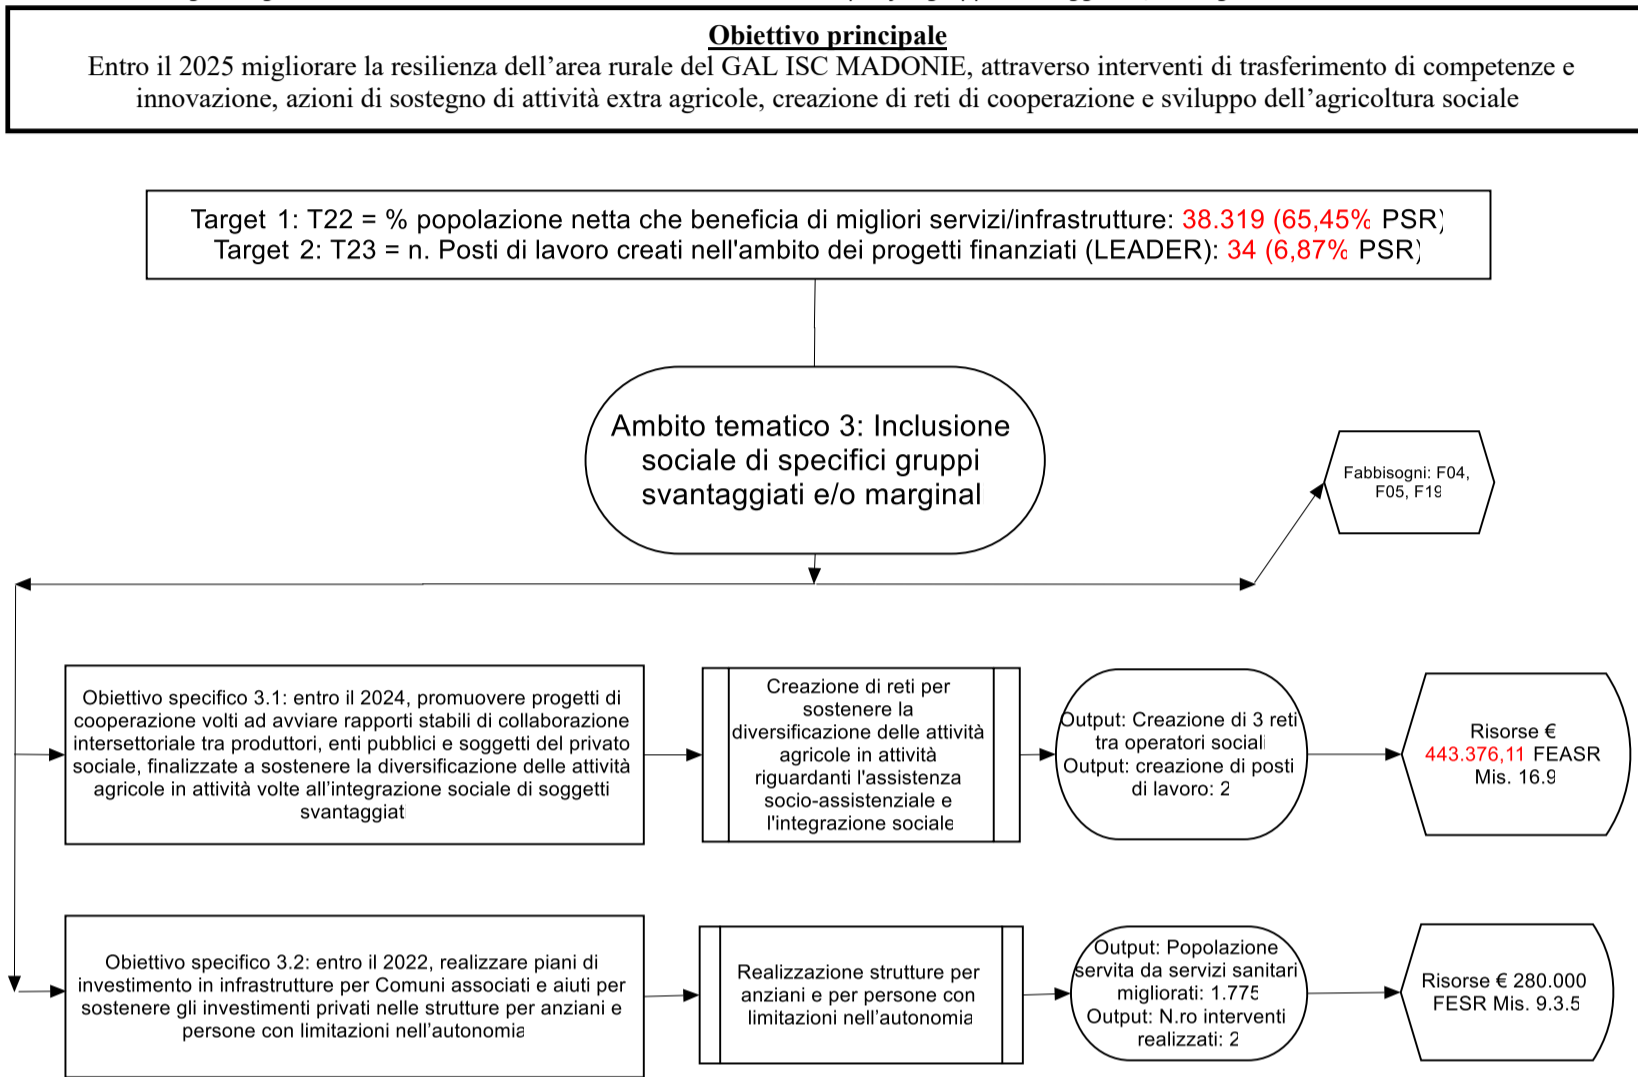 Obiettivo principale
Entro il 2025 migliorare la resilienza dell'area rurale del GAL ISC MADONIE, attraverso interventi di trasferimento di competenze e
innovazione, azioni di sostegno di attività extra agricole, creazione di reti di cooperazione e sviluppo dell'agricoltura sociale
Target 1: T22 = % popolazione netta che beneficia di migliori servizi/infrastrutture: 38.319 (65,45% PSR)
Target 2: T23 = n. Posti di lavoro creati nell'ambito dei progetti finanziati (LEADER): 34 (6,87% PSR)
Ambito tematico 3: Inclusione
sociale di specifici gruppi
svantaggiati e/o marginal
Fabbisogni: F04,
F05, F19
Obiettivo specifico 3.1: entro il 2024, promuovere progetti di
cooperazione volti ad avviare rapporti stabili di collaborazione
intersettoriale tra produttori, enti pubblici e soggetti del privato
sociale, finalizzate a sostenere la diversificazione delle attività
agricole in attività volte all'integrazione sociale di soggetti
svantaggiat
Creazione di reti per
sostenere la
diversificazione delle attività
agricole in attività
riguardanti l'assistenza
socio-assistenziale e
l'integrazione sociale
Output: Creazione di 3 reti
tra operatori sociali
Output: creazione di posti
di lavoro: 2
Risorse €
443.376,11 FEASR
Mis. 16.9
Obiettivo specifico 3.2: entro il 2022, realizzare piani di
investimento in infrastrutture per Comuni associati e aiuti per
sostenere gli investimenti privati nelle strutture per anziani e
persone con limitazioni nell'autonomia
Realizzazione strutture per
anziani e per persone con
limitazioni nell'autonomia
Output: Popolazione
servita da servizi sanitari
migliorati: 1.775
Output: N.ro interventi
realizzati: 2
Risorse € 280.000
FESR Mis. 9.3.5